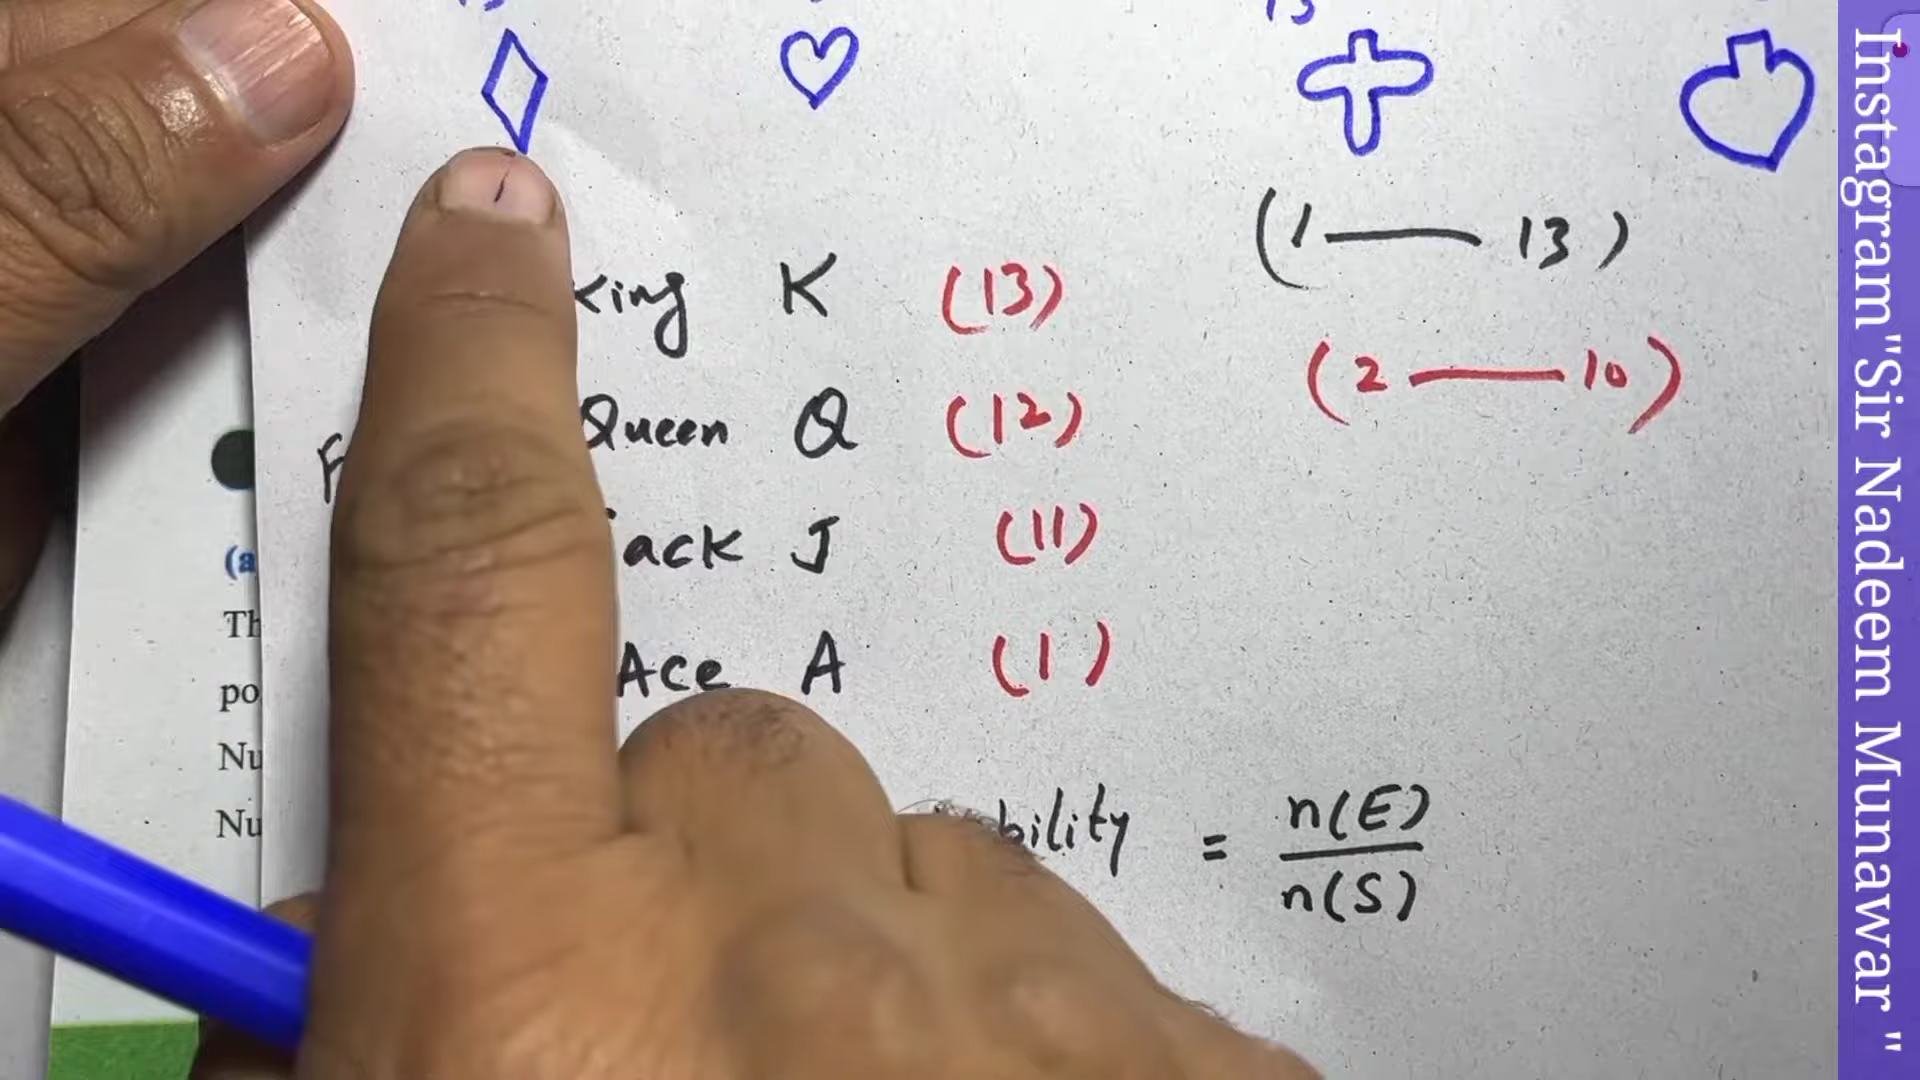 13
(1 — 13)
King K (13)
(2 — 10)
Queen Q (12)
ack J (11)
Ace A (1)
bility = n(E)
n(S)
(a
Th
po
Nu
Nu
Instagram"Sir Nadeem Munawar "